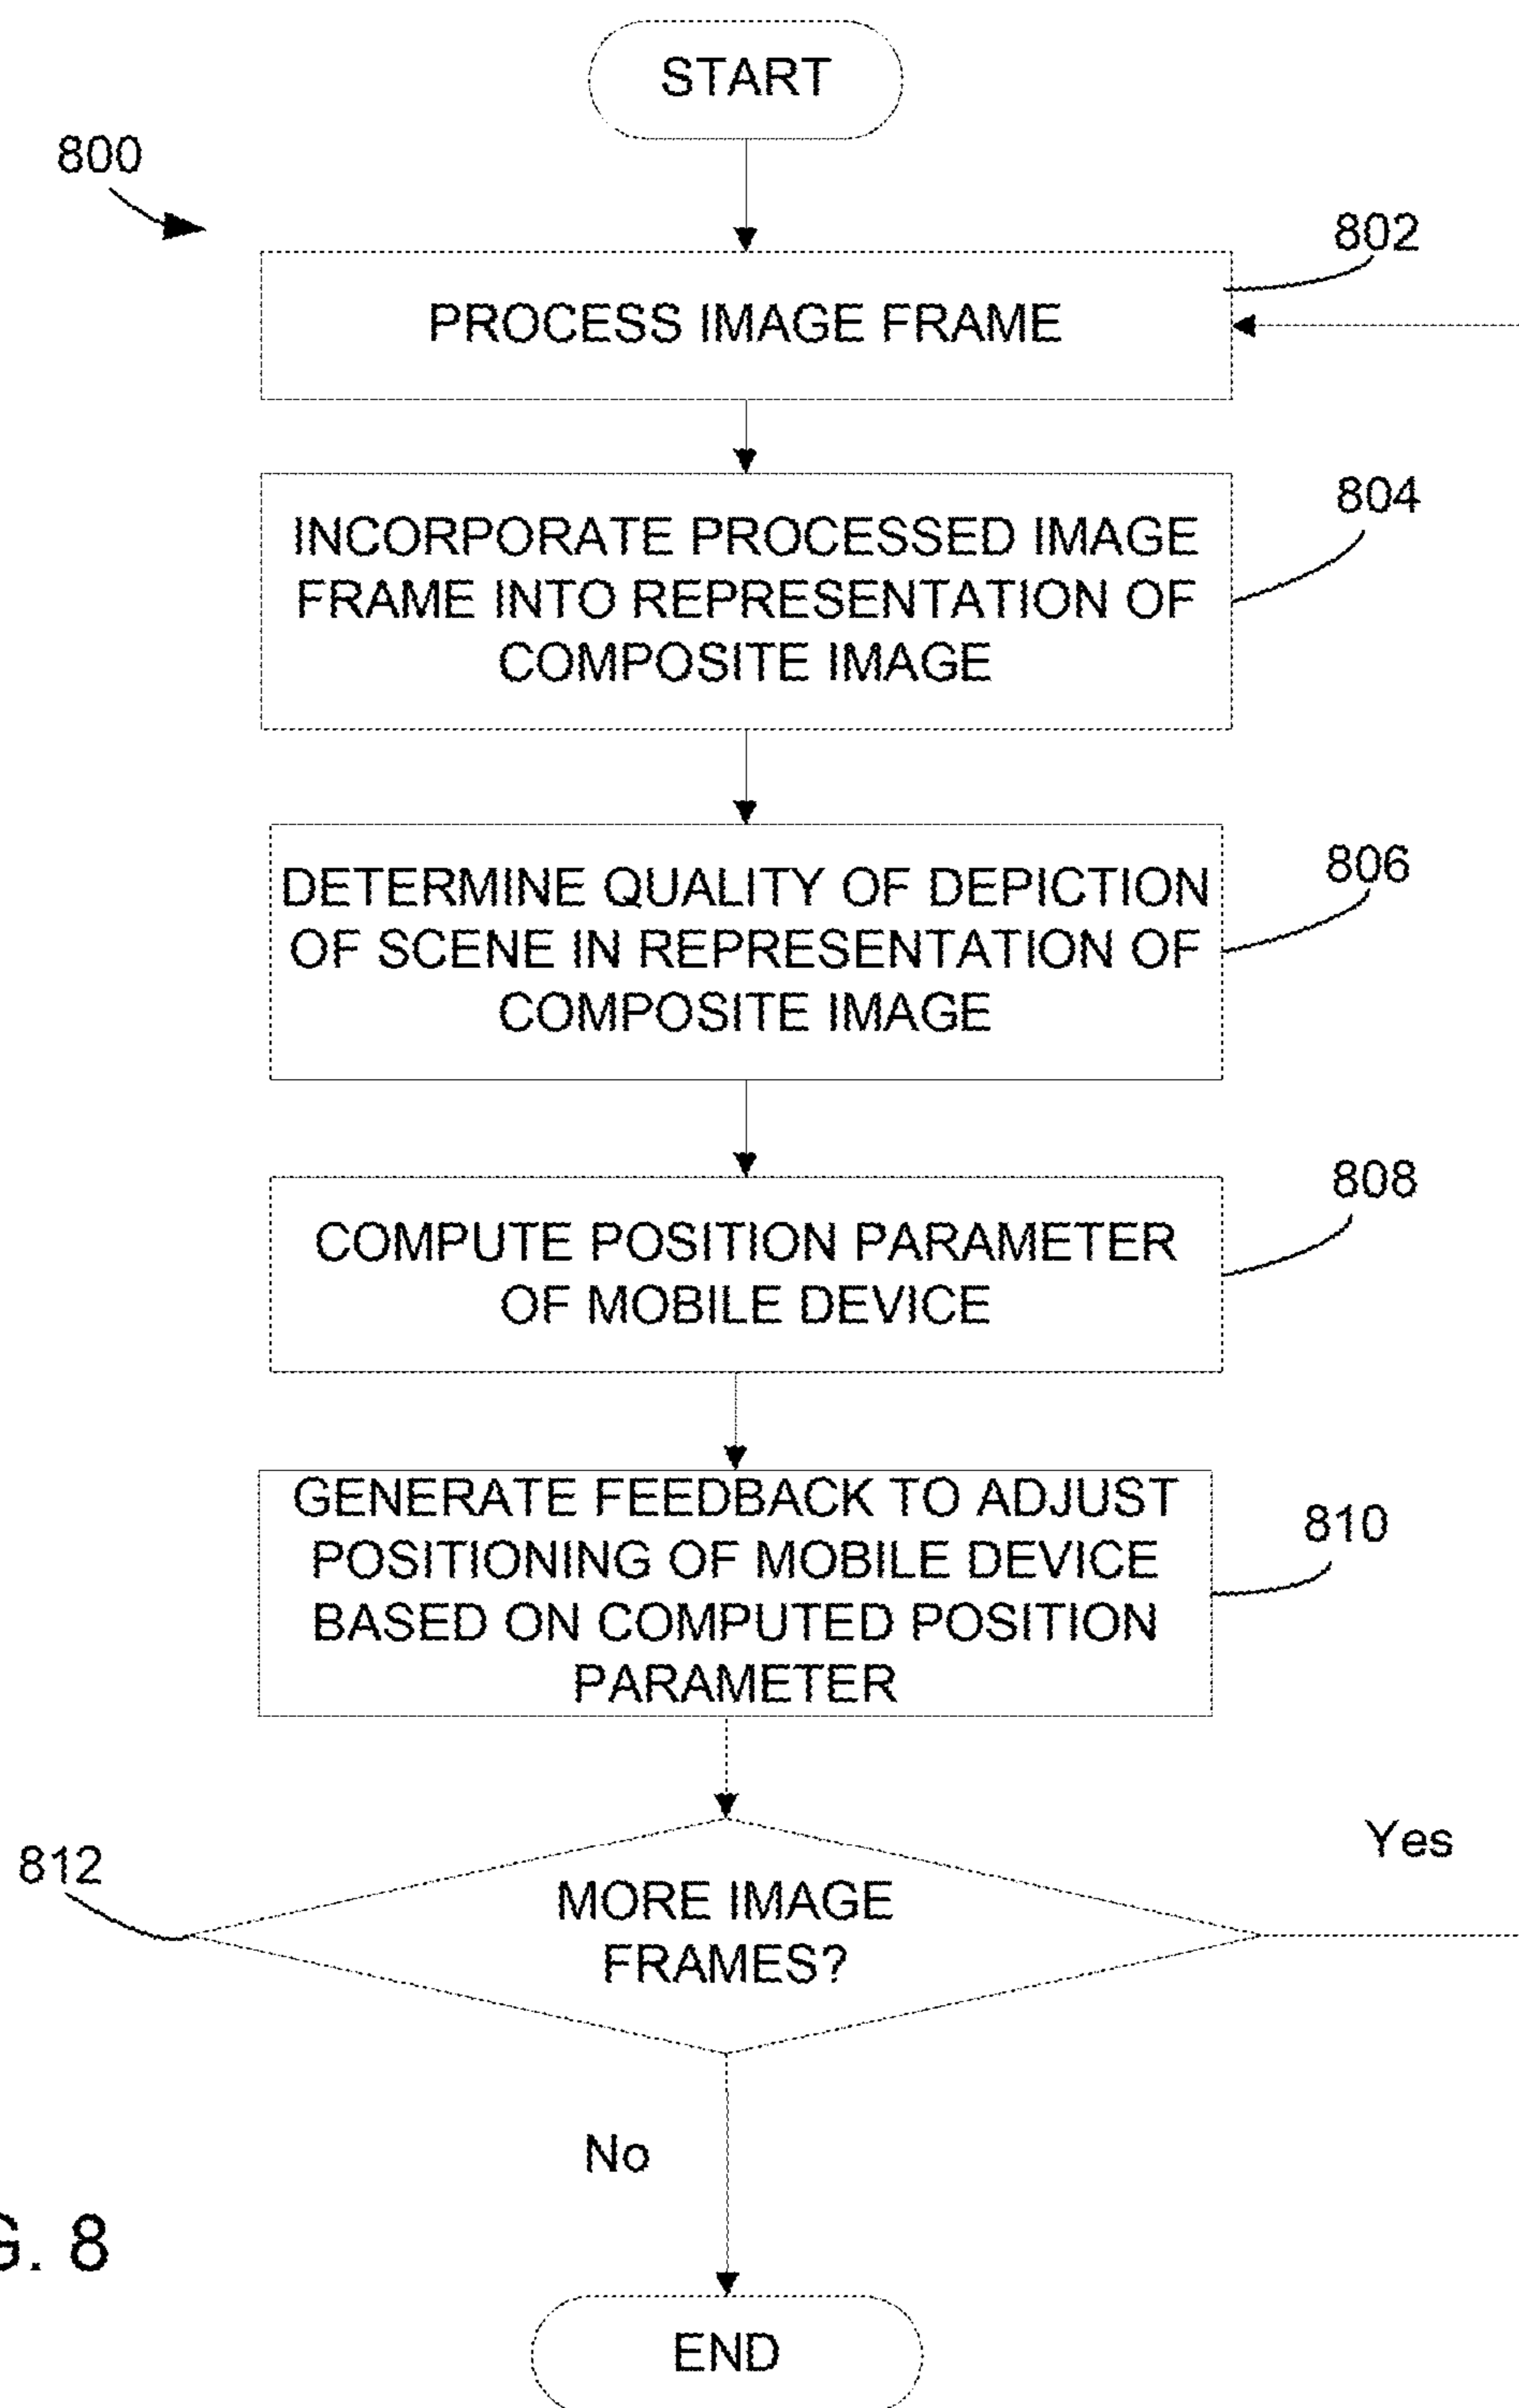 START
800
802
PROCESS IMAGE FRAME
804
INCORPORATE PROCESSED IMAGE
FRAME INTO REPRESENTATION OF
COMPOSITE IMAGE
806
DETERMINE QUALITY OF DEPICTION
OF SCENE IN REPRESENTATION OF
COMPOSITE IMAGE
808
COMPUTE POSITION PARAMETER
OF MOBILE DEVICE
810
GENERATE FEEDBACK TO ADJUST
POSITIONING OF MOBILE DEVICE
BASED ON COMPUTED POSITION
PARAMETER
812
MORE IMAGE
FRAMES?
Yes
No
G. 8
END